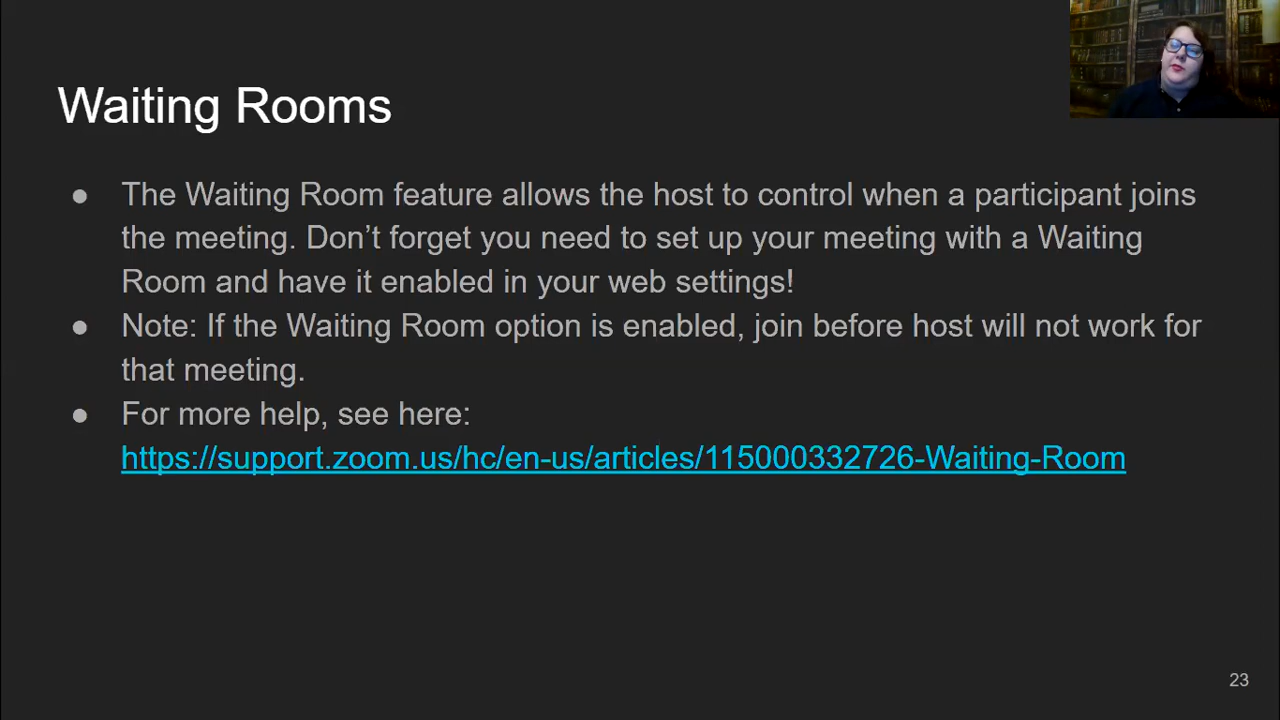 Waiting Rooms
● The Waiting Room feature allows the host to control when a participant joins
the meeting. Don’t forget you need to set up your meeting with a Waiting
Room and have it enabled in your web settings!
● Note: If the Waiting Room option is enabled, join before host will not work for
that meeting.
● For more help, see here:
https://support.zoom.us/hc/en-us/articles/115000332726-Waiting-Room
23